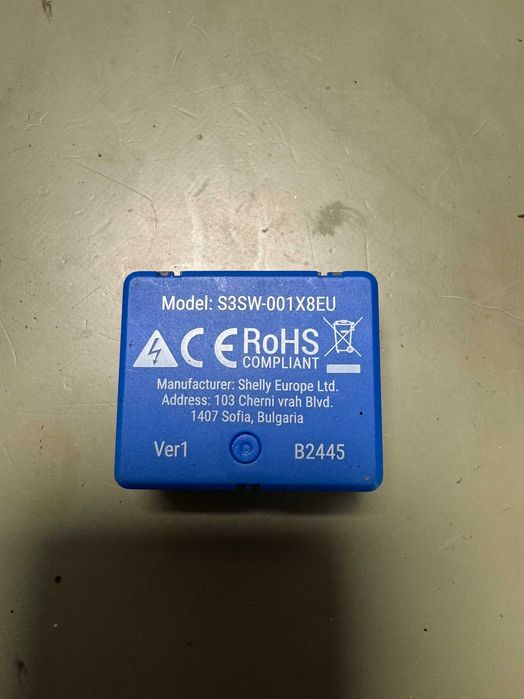 Model: S3SW-001X8EU
CE RoHS
COMPLIANT
Manufacturer: Shelly Europe Ltd.
Address: 103 Cherni vrah Blvd.
1407 Sofia, Bulgaria
Ver1 B2445